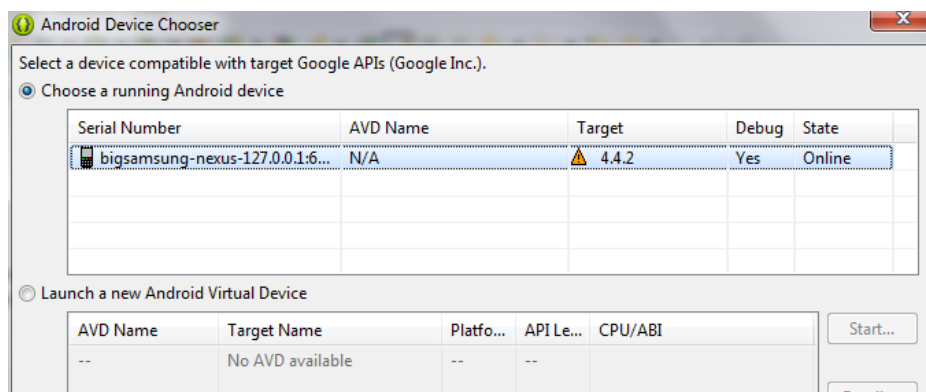 Android Device Chooser
Select a device compatible with target Google APIs (Google Inc.).
Choose a running Android device
Serial Number AVD Name Target Debug State
bigsamsung-nexus-127.0.0.1:6... N/A 4.4.2 Yes Online
Launch a new Android Virtual Device
AVD Name Target Name Platfo... API Le... CPU/ABI Start...
-- No AVD available -- --